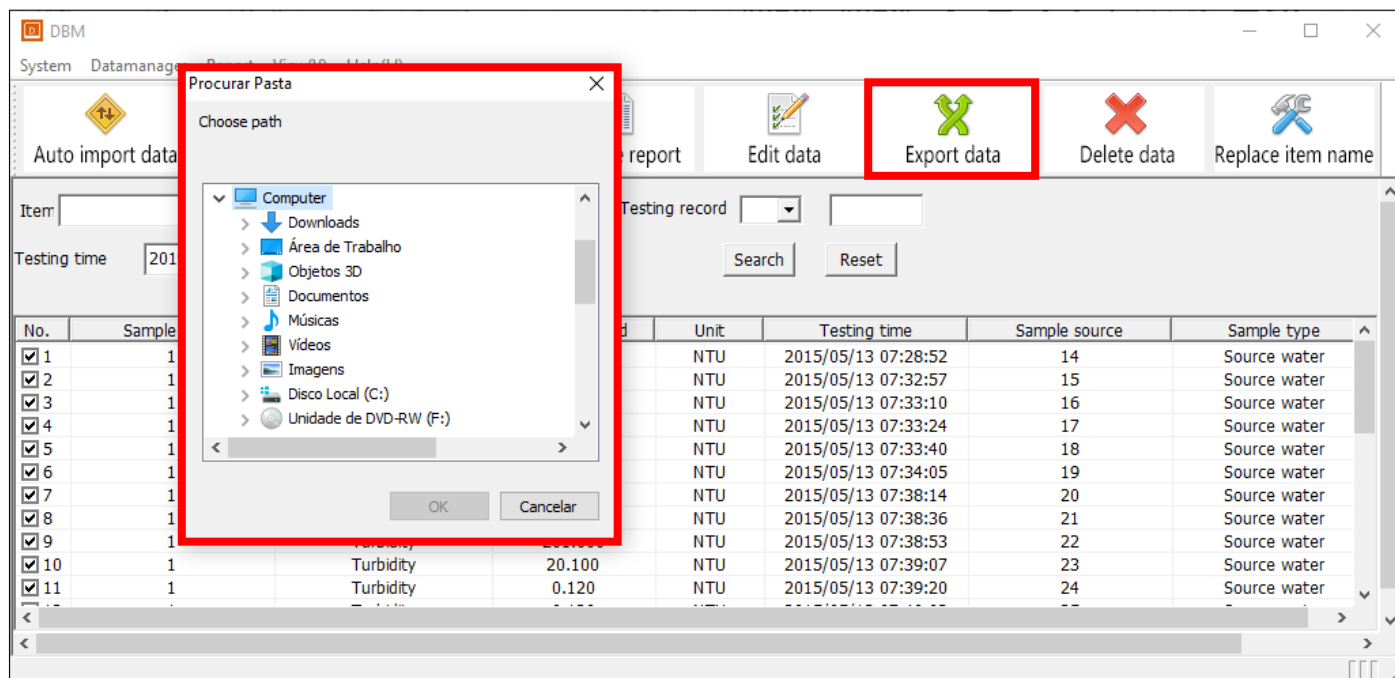 DBM
System Datamanager Report View(V) Help(H)
Procurar Pasta
Choose path
Auto import data report Edit data Export data Delete data Replace item name
Computer
Downloads
Área de Trabalho
Objetos 3D
Documentos
Músicas
Vídeos
Imagens
Disco Local (C:)
Unidade de DVD-RW (F:)
OK Cancelar
Item Testing record
Testing time 201 Search Reset
No. Sample Unit Testing time Sample source Sample type
1 1 NTU 2015/05/13 07:28:52 14 Source water
2 1 NTU 2015/05/13 07:32:57 15 Source water
3 1 NTU 2015/05/13 07:33:10 16 Source water
4 1 NTU 2015/05/13 07:33:24 17 Source water
5 1 NTU 2015/05/13 07:33:40 18 Source water
6 1 NTU 2015/05/13 07:34:05 19 Source water
7 1 NTU 2015/05/13 07:38:14 20 Source water
8 1 NTU 2015/05/13 07:38:36 21 Source water
9 1 Turbidity NTU 2015/05/13 07:38:53 22 Source water
10 1 Turbidity 20.100 NTU 2015/05/13 07:39:07 23 Source water
11 1 Turbidity 0.120 NTU 2015/05/13 07:39:20 24 Source water